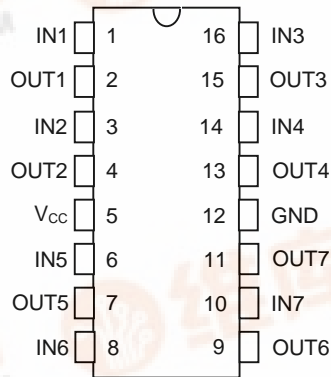 IN1 1 16 IN3
OUT1 2 15 OUT3
IN2 3 14 IN4
OUT2 4 13 OUT4
VCC 5 12 GND
IN5 6 11 OUT7
OUT5 7 10 IN7
IN6 8 9 OUT6